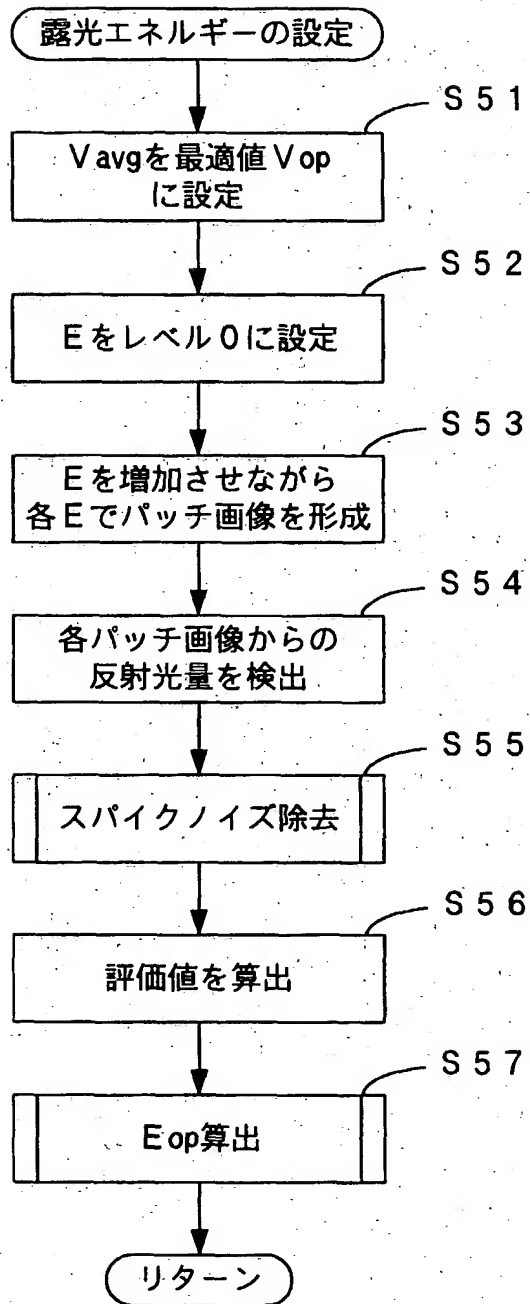 露光エネルギーの設定
S51
Vavgを最適値Vop
に設定
S52
Eをレベル0に設定
S53
Eを増加させながら
各Eでパッチ画像を形成
S54
各パッチ画像からの
反射光量を検出
S55
スパイクノイズ除去
S56
評価値を算出
S57
Eop算出
リターン